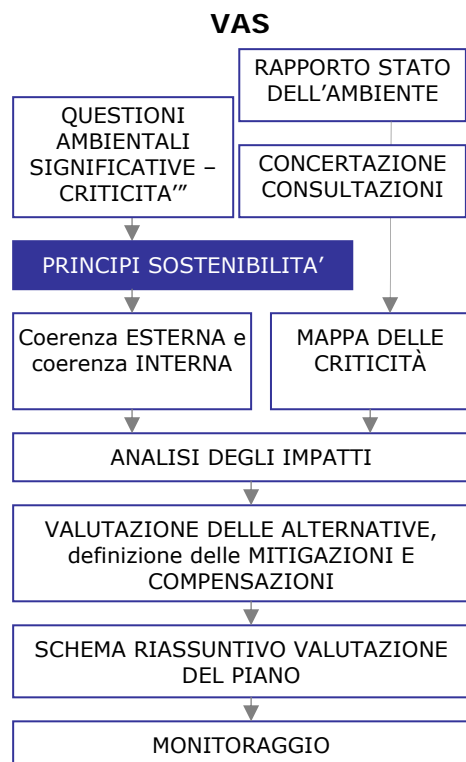 VAS
RAPPORTO STATO
DELL'AMBIENTE
QUESTIONI
AMBIENTALI
SIGNIFICATIVE –
CRITICITA'”
CONCERTAZIONE
CONSULTAZIONI
PRINCIPI SOSTENIBILITA'
Coerenza ESTERNA e
coerenza INTERNA
MAPPA DELLE
CRITICITÀ
ANALISI DEGLI IMPATTI
VALUTAZIONE DELLE ALTERNATIVE,
definizione delle MITIGAZIONI E
COMPENSAZIONI
SCHEMA RIASSUNTIVO VALUTAZIONE
DEL PIANO
MONITORAGGIO